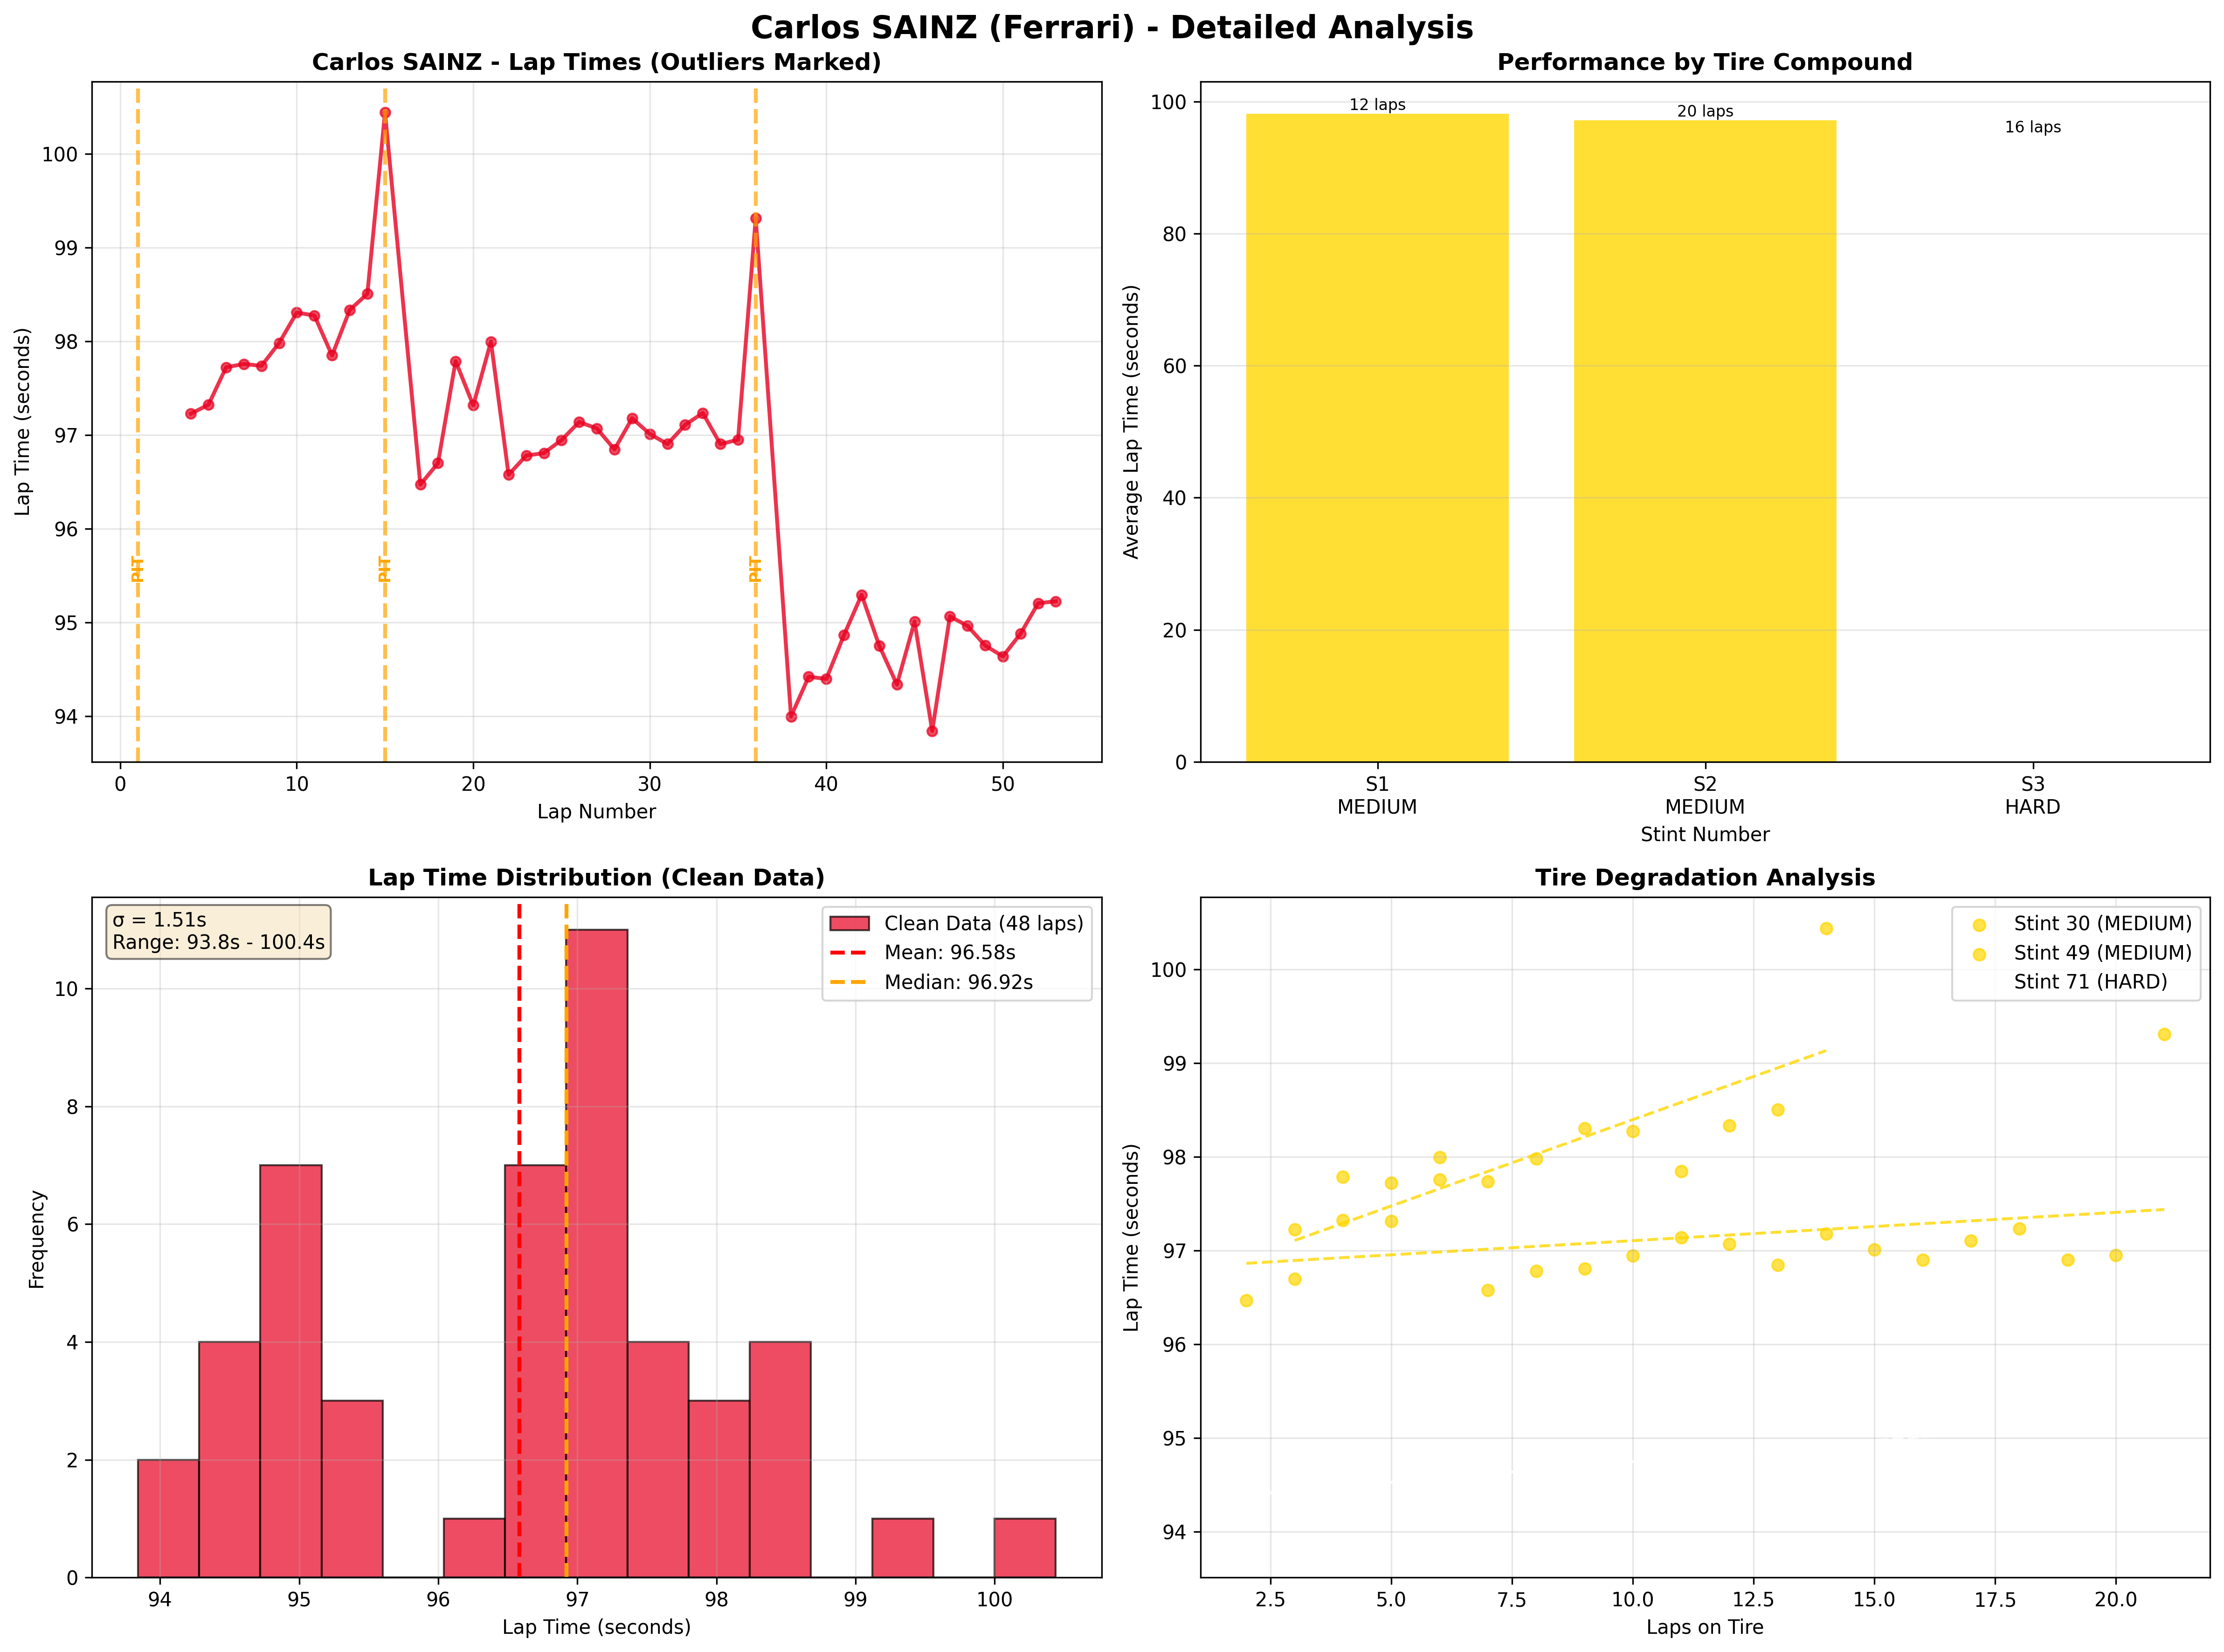 Carlos SAINZ (Ferrari) - Detailed Analysis
Carlos SAINZ - Lap Times (Outliers Marked)
Lap Time (seconds)
100
99
98
97
96
95
94
PIT
PIT
PIT
0
10
20
30
40
50
Lap Number
Performance by Tire Compound
Average Lap Time (seconds)
100
80
60
40
20
0
12 laps
20 laps
16 laps
S1
MEDIUM
S2
MEDIUM
S3
HARD
Stint Number
Lap Time Distribution (Clean Data)
σ = 1.51s
Range: 93.8s - 100.4s
Clean Data (48 laps)
Mean: 96.58s
Median: 96.92s
Frequency
10
8
6
4
2
0
94
95
96
97
98
99
100
Lap Time (seconds)
Tire Degradation Analysis
Stint 30 (MEDIUM)
Stint 49 (MEDIUM)
Stint 71 (HARD)
Lap Time (seconds)
100
99
98
97
96
95
94
2.5
5.0
7.5
10.0
12.5
15.0
17.5
20.0
Laps on Tire